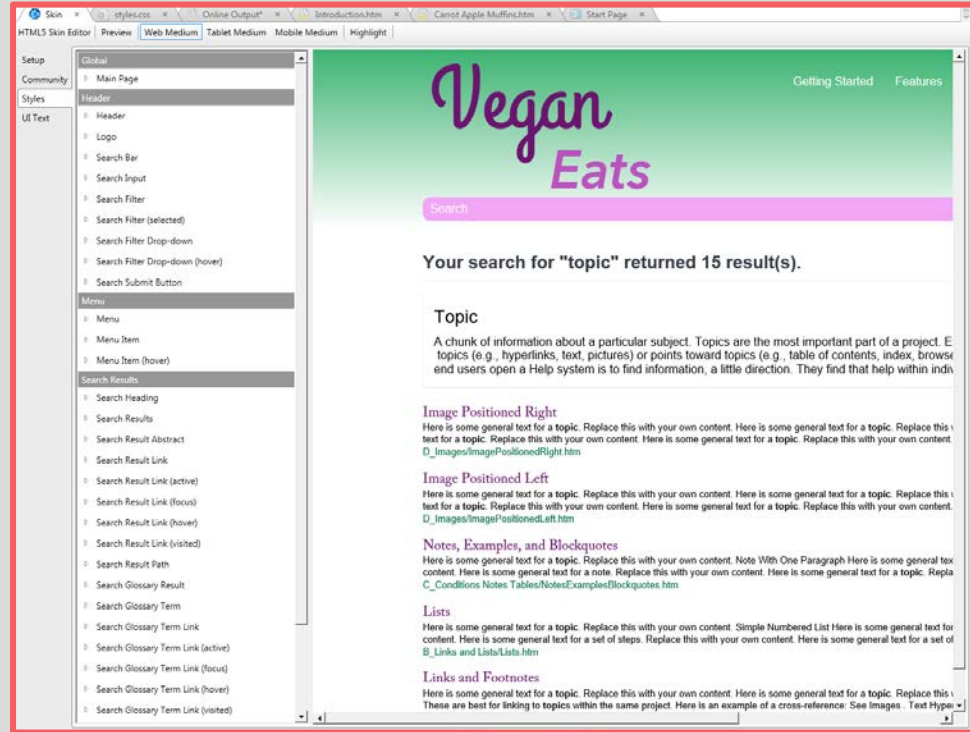 Skin styles.css Online Output* Introduction.htm Carrot Apple Muffins.htm Start Page
HTML5 Skin Editor Preview Web Medium Tablet Medium Mobile Medium Highlight
Setup
Community
Styles
UI Text
Global
Main Page
Header
Header
Logo
Search Bar
Search Input
Search Filter
Search Filter (selected)
Search Filter Drop-down
Search Filter Drop-down (hover)
Search Submit Button
Menu
Menu
Menu Item
Menu Item (hover)
Search Results
Search Heading
Search Results
Search Result Abstract
Search Result Link
Search Result Link (active)
Search Result Link (focus)
Search Result Link (hover)
Search Result Link (visited)
Search Result Path
Search Glossary Result
Search Glossary Term
Search Glossary Term Link
Search Glossary Term Link (active)
Search Glossary Term Link (focus)
Search Glossary Term Link (hover)
Search Glossary Term Link (visited)
Vegan
Eats
Getting Started Features
Search
Your search for "topic" returned 15 result(s).
Topic
A chunk of information about a particular subject. Topics are the most important part of a project. E
topics (e.g., hyperlinks, text, pictures) or points toward topics (e.g., table of contents, index, browse
end users open a Help system is to find information, a little direction. They find that help within indiv
Image Positioned Right
Here is some general text for a topic. Replace this with your own content. Here is some general text for a topic. Replace this
text for a topic. Replace this with your own content. Here is some general text for a topic. Replace this with your own content.
D_Images/ImagePositionedRight.htm
Image Positioned Left
Here is some general text for a topic. Replace this with your own content. Here is some general text for a topic. Replace this
text for a topic. Replace this with your own content. Here is some general text for a topic. Replace this with your own content.
D_Images/ImagePositionedLeft.htm
Notes, Examples, and Blockquotes
Here is some general text for a topic. Replace this with your own content. Note With One Paragraph Here is some general tex
content. Here is some general text for a note. Replace this with your own content. Here is some general text for a topic. Repla
C_Conditions Notes Tables/NotesExamplesBlockquotes.htm
Lists
Here is some general text for a topic. Replace this with your own content. Simple Numbered List Here is some general text for
content. Here is some general text for a set of steps. Replace this with your own content. Here is some general text for a set of
B_Links and Lists/Lists.htm
Links and Footnotes
Here is some general text for a topic. Replace this with your own content. Here is some general text for a topic. Replace this
These are best for linking to topics within the same project. Here is an example of a cross-reference: See Images . Text Hyper